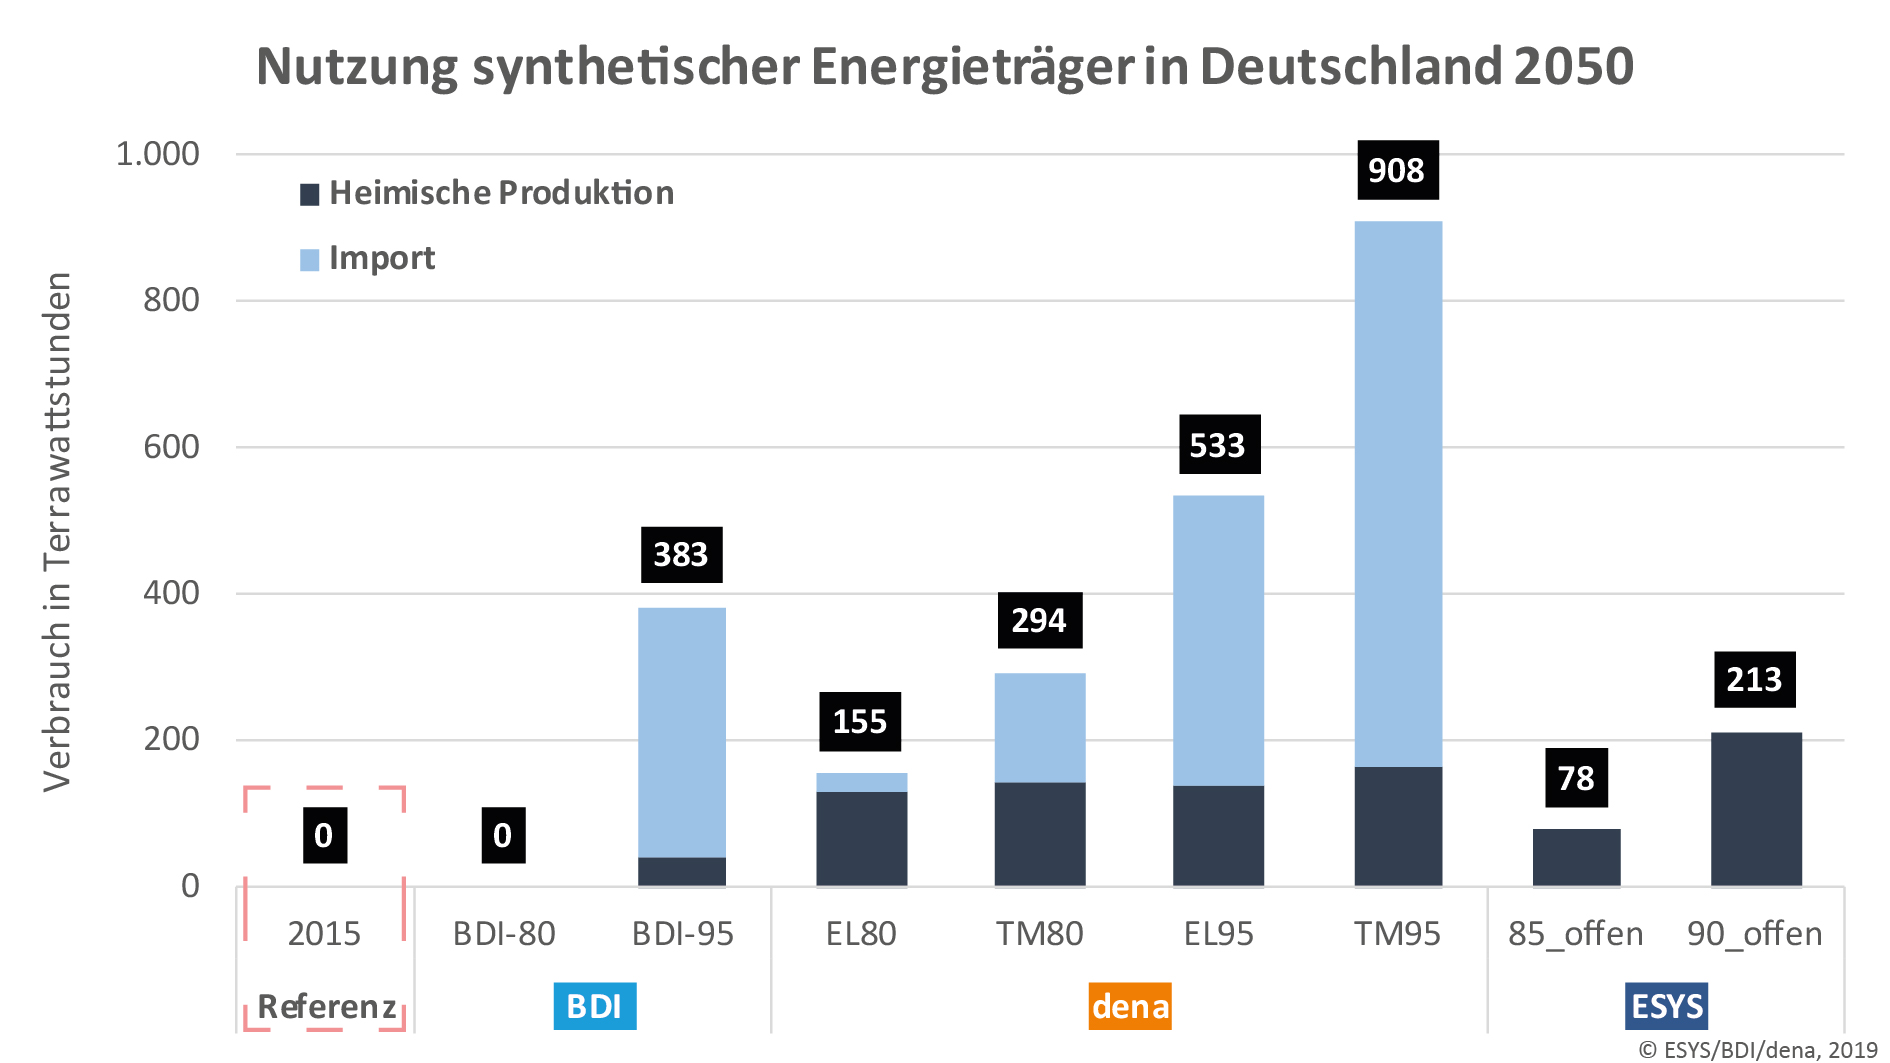 Nutzung synthetischer Energieträger in Deutschland 2050
Verbrauch in Terrawattstunden
1.000
800
600
400
200
0
Heimische Produktion
Import
0
0
383
155
294
533
908
78
213
2015
BDI-80
BDI-95
EL80
TM80
EL95
TM95
85_offen
90_offen
Referenz
BDI
dena
ESYS
© ESYS/BDI/dena, 2019